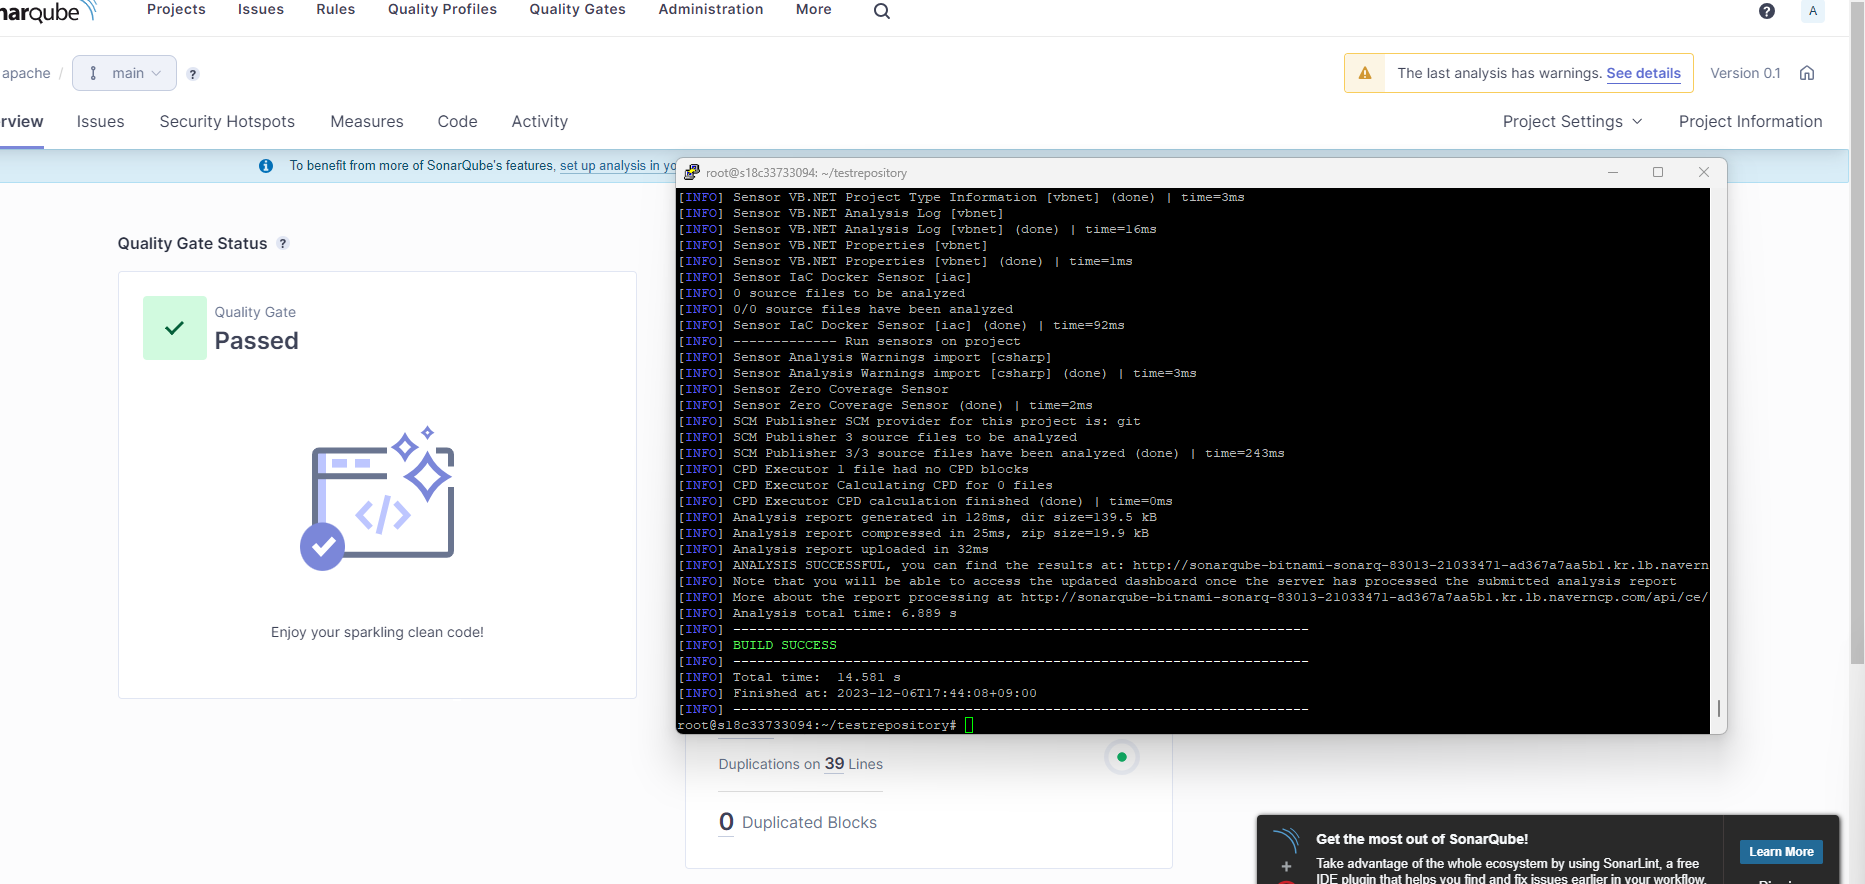 narqube Projects Issues Rules Quality Profiles Quality Gates Administration More ? A
apache / main ? The last analysis has warnings. See details Version 0.1
rview Issues Security Hotspots Measures Code Activity Project Settings Project Information
To benefit from more of SonarQube's features, set up analysis in yo
Quality Gate Status ?
Quality Gate
Passed
</>
Enjoy your sparkling clean code!
root@s18c33733094: ~/testrepository
[INFO] Sensor VB.NET Project Type Information [vbnet] (done) | time=3ms
[INFO] Sensor VB.NET Analysis Log [vbnet]
[INFO] Sensor VB.NET Analysis Log [vbnet] (done) | time=16ms
[INFO] Sensor VB.NET Properties [vbnet]
[INFO] Sensor VB.NET Properties [vbnet] (done) | time=1ms
[INFO] Sensor IaC Docker Sensor [iac]
[INFO] 0 source files to be analyzed
[INFO] 0/0 source files have been analyzed
[INFO] Sensor IaC Docker Sensor [iac] (done) | time=92ms
[INFO] ------------- Run sensors on project
[INFO] Sensor Analysis Warnings import [csharp]
[INFO] Sensor Analysis Warnings import [csharp] (done) | time=3ms
[INFO] Sensor Zero Coverage Sensor
[INFO] Sensor Zero Coverage Sensor (done) | time=2ms
[INFO] SCM Publisher SCM provider for this project is: git
[INFO] SCM Publisher 3 source files to be analyzed
[INFO] SCM Publisher 3/3 source files have been analyzed (done) | time=243ms
[INFO] CPD Executor 1 file had no CPD blocks
[INFO] CPD Executor Calculating CPD for 0 files
[INFO] CPD Executor CPD calculation finished (done) | time=0ms
[INFO] Analysis report generated in 128ms, dir size=139.5 kB
[INFO] Analysis report compressed in 25ms, zip size=19.9 kB
[INFO] Analysis report uploaded in 32ms
[INFO] ANALYSIS SUCCESSFUL, you can find the results at: http://sonarqube-bitnami-sonarq-83013-21033471-ad367a7aa5b1.kr.lb.navern
[INFO] Note that you will be able to access the updated dashboard once the server has processed the submitted analysis report
[INFO] More about the report processing at http://sonarqube-bitnami-sonarq-83013-21033471-ad367a7aa5b1.kr.lb.naverncp.com/api/ce/
[INFO] Analysis total time: 6.889 s
[INFO] ------------------------------------------------------------------------
[INFO] BUILD SUCCESS
[INFO] ------------------------------------------------------------------------
[INFO] Total time:  14.581 s
[INFO] Finished at: 2023-12-06T17:44:08+09:00
[INFO] ------------------------------------------------------------------------
root@s18c33733094:~/testrepository#
Duplications on 39 Lines
0 Duplicated Blocks
Get the most out of SonarQube!
Take advantage of the whole ecosystem by using SonarLint, a free
IDE plugin that helps you find and fix issues earlier in your workflow.
Learn More